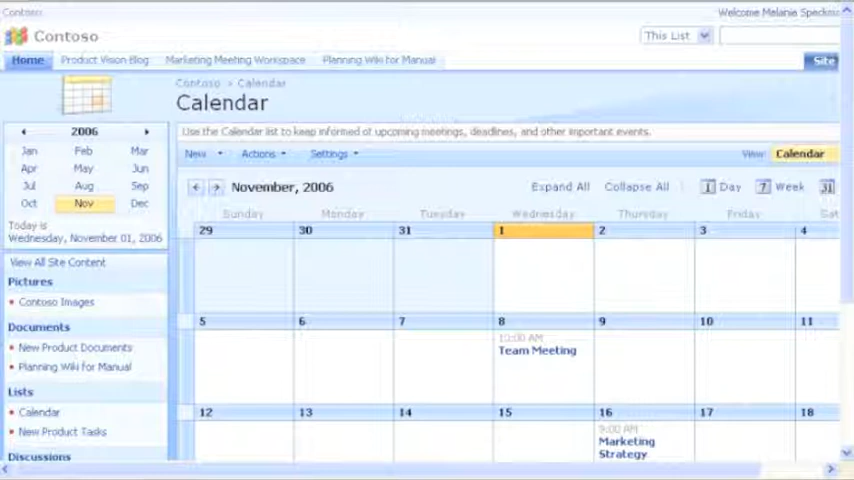 Contoso
Welcome Melanie
Contoso
This List
Home Product Vision Blog Marketing Meeting Workspace Planning Wiki for Manual Site
Contoso > Calendar
Calendar
2006
Use the Calendar list to keep informed of upcoming meetings, deadlines, and other important events.
Jan Feb Mar
New Actions Settings View: Calendar
Apr May Jun
Jul Aug Sep
November, 2006 Expand All Collapse All 1 Day 7 Week 31
Oct Nov Dec
Sunday Monday Tuesday Wednesday Thursday Friday Sat
Today is
Wednesday, November 01, 2006
29 30 31 1 2 3 4
View All Site Content
Pictures
Contoso Images
Documents
5 6 7 8 9 10 11
10:00 AM
Team Meeting
New Product Documents
Planning Wiki for Manual
Lists
Calendar
12 13 14 15 16 17 18
New Product Tasks
9:00 AM
Marketing
Strategy
Discussions